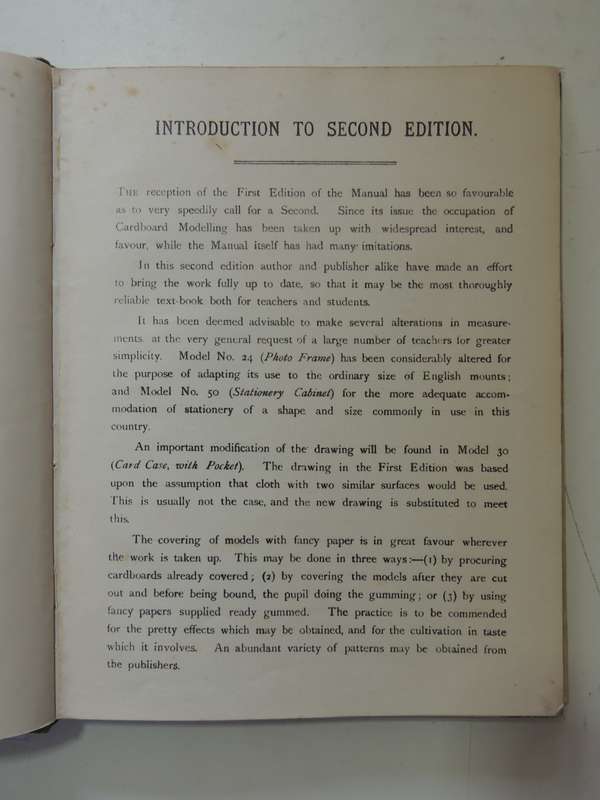 INTRODUCTION TO SECOND EDITION.
THE reception of the First Edition of the Manual has been so favourable
as to very speedily call for a Second. Since its issue the occupation of
Cardboard Modelling has been taken up with widespread interest, and
favour, while the Manual itself has had many imitations.
In this second edition author and publisher alike have made an effort
to bring the work fully up to date, so that it may be the most thoroughly
reliable text-book both for teachers and students.
It has been deemed advisable to make several alterations in measure-
ments, at the very general request of a large number of teachers for greater
simplicity. Model No. 24 (Photo Frame) has been considerably altered for
the purpose of adapting its use to the ordinary size of English mounts;
and Model No. 50 (Stationery Cabinet) for the more adequate accom-
modation of stationery of a shape and size commonly in use in this
country.
An important modification of the drawing will be found in Model 30
(Card Case, with Pocket). The drawing in the First Edition was based
upon the assumption that cloth with two similar surfaces would be used.
This is usually not the case, and the new drawing is substituted to meet
this.
The covering of models with fancy paper is in great favour wherever
the work is taken up. This may be done in three ways:—(1) by procuring
cardboards already covered; (2) by covering the models after they are cut
out and before being bound, the pupil doing the gumming; or (3) by using
fancy papers supplied ready gummed. The practice is to be commended
for the pretty effects which may be obtained, and for the cultivation in taste
which it involves. An abundant variety of patterns may be obtained from
the publishers.